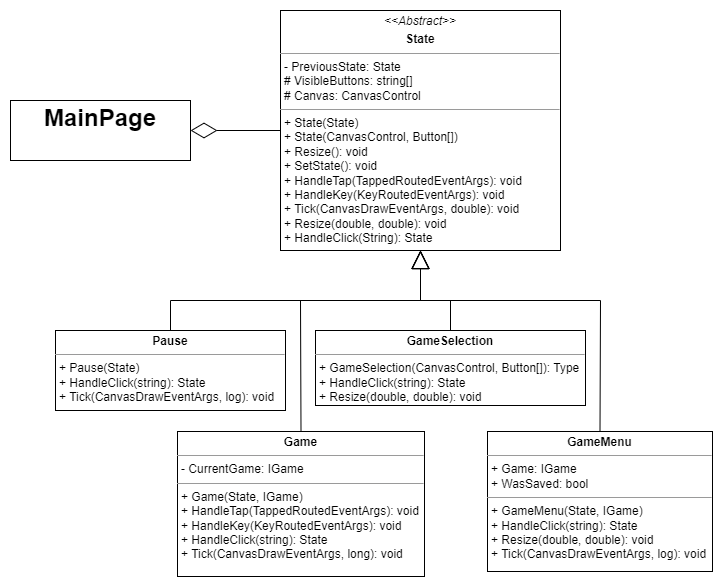 <<Abstract>>
State
- PreviousState: State
# VisibleButtons: string[]
# Canvas: CanvasControl
+ State(State)
+ State(CanvasControl, Button[])
+ Resize(): void
+ SetState(): void
+ HandleTap(TappedRoutedEventArgs): void
+ HandleKey(KeyRoutedEventArgs): void
+ Tick(CanvasDrawEventArgs, double): void
+ Resize(double, double): void
+ HandleClick(String): State
MainPage
Pause
+ Pause(State)
+ HandleClick(string): State
+ Tick(CanvasDrawEventArgs, log): void
GameSelection
+ GameSelection(CanvasControl, Button[]): Type
+ HandleClick(string): State
+ Resize(double, double): void
Game
- CurrentGame: IGame
+ Game(State, IGame)
+ HandleTap(TappedRoutedEventArgs): void
+ HandleKey(KeyRoutedEventArgs): void
+ HandleClick(string): State
+ Tick(CanvasDrawEventArgs, long): void
GameMenu
+ Game: IGame
+ WasSaved: bool
+ GameMenu(State, IGame)
+ HandleClick(string): State
+ Resize(double, double): void
+ Tick(CanvasDrawEventArgs, log): void